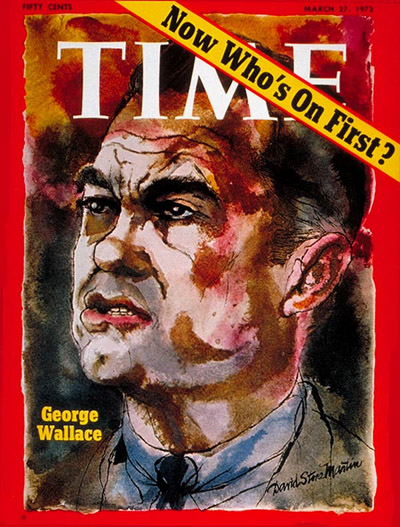 FIFTY CENTS
MARCH 27, 1972
TIME
Now Who's On First?
George
Wallace
David Stone Martin